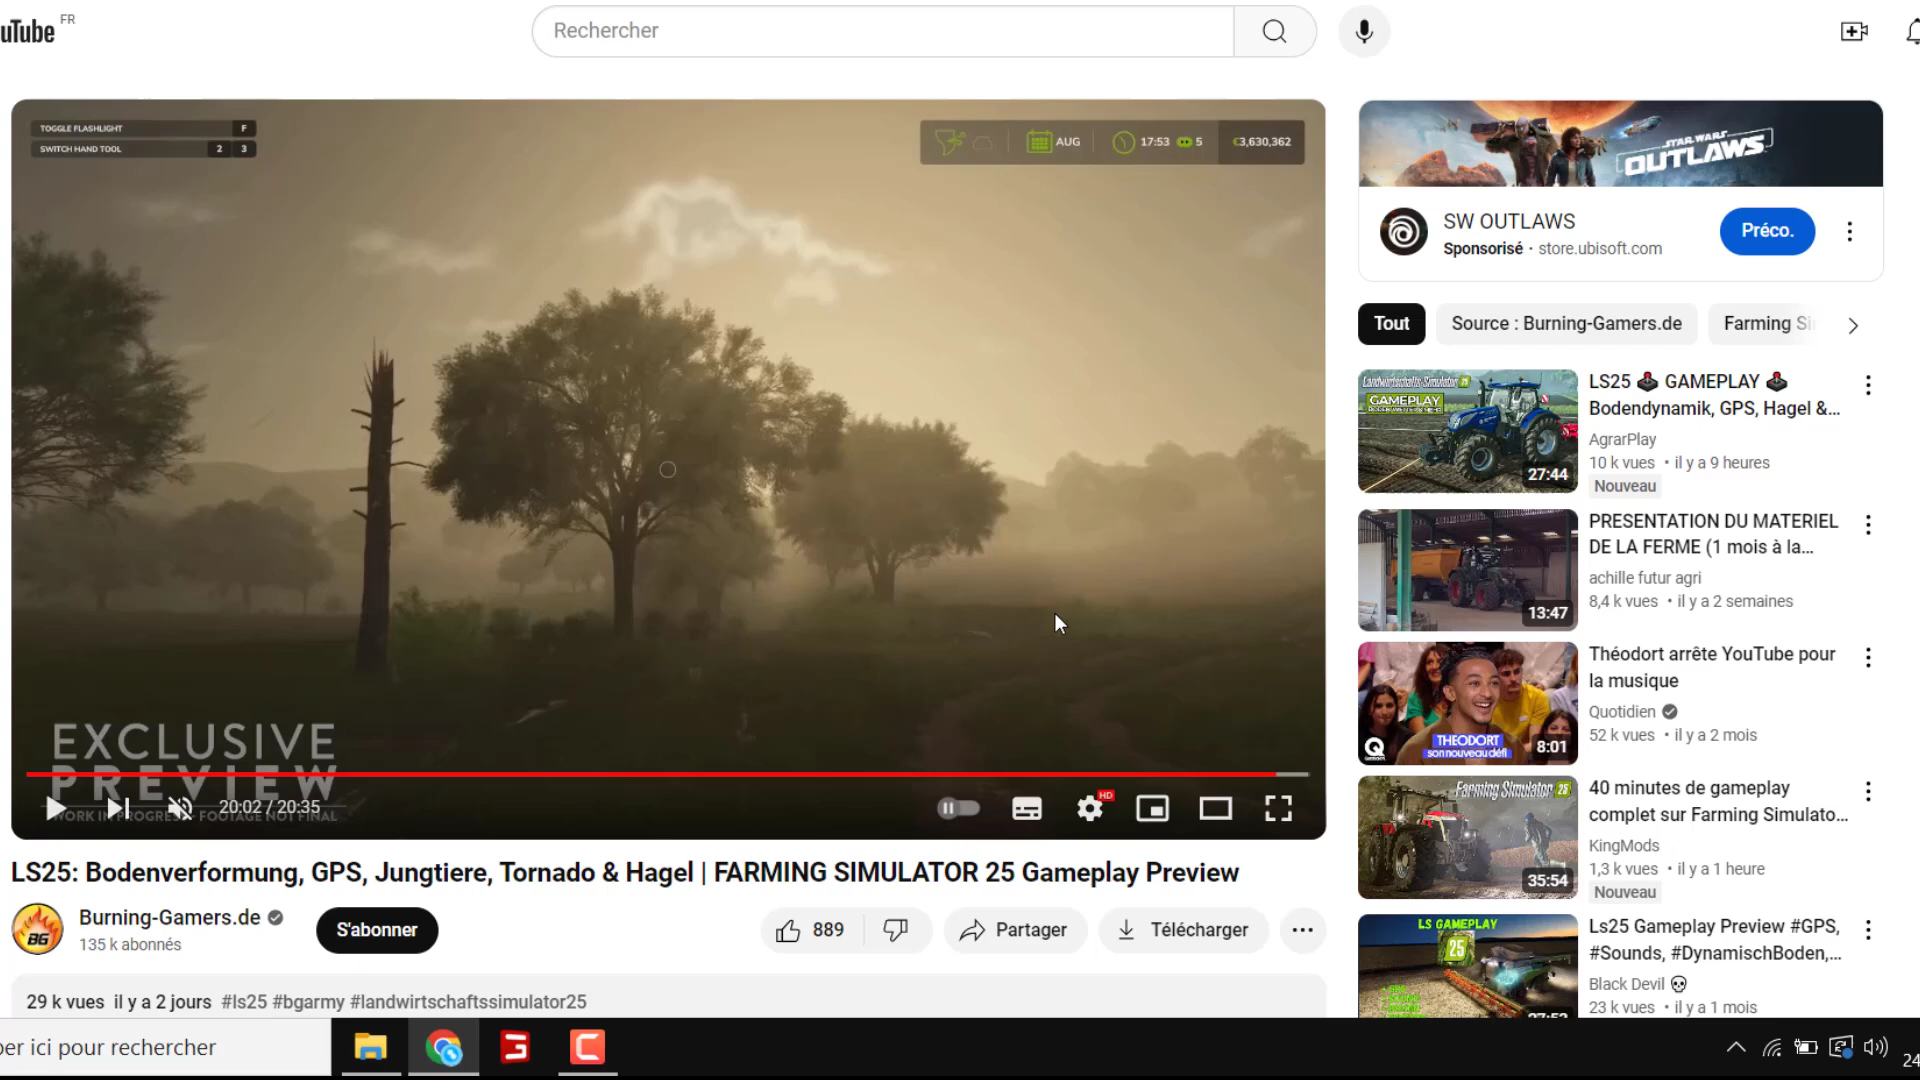 uTube FR
Rechercher
TOGGLE FLASHLIGHT F
SWITCH HAND TOOL 2 3
AUG 17:53 5 3,630,362
EXCLUSIVE
PREVIEW
WORK IN PROGRESS - FOOTAGE NOT FINAL
20:02 / 20:35
HD
LS25: Bodenverformung, GPS, Jungtiere, Tornado & Hagel | FARMING SIMULATOR 25 Gameplay Preview
BG
Burning-Gamers.de
135 k abonnés
S'abonner
889
Partager
Télécharger
29 k vues il y a 2 jours #ls25 #bgarmy #landwirtschaftssimulator25
STAR WARS
OUTLAWS
SW OUTLAWS
Sponsorisé · store.ubisoft.com
Préco.
Tout
Source : Burning-Gamers.de
Farming Si
Landwirtschafts-Simulator 25
GAMEPLAY
27:44
LS25 🕹️ GAMEPLAY 🕹️
Bodendynamik, GPS, Hagel &...
AgrarPlay
10 k vues • il y a 9 heures
Nouveau
13:47
PRESENTATION DU MATERIEL
DE LA FERME (1 mois à la...
achille futur agri
8,4 k vues • il y a 2 semaines
Q
THEODORT
son nouveau défi
8:01
Théodort arrête YouTube pour
la musique
Quotidien
52 k vues • il y a 2 mois
Farming Simulator 25
35:54
40 minutes de gameplay
complet sur Farming Simulato...
KingMods
1,3 k vues • il y a 1 heure
Nouveau
LS GAMEPLAY
25
27:53
Ls25 Gameplay Preview #GPS,
#Sounds, #DynamischBoden,...
Black Devil 💀
23 k vues • il y a 1 mois
per ici pour rechercher
24